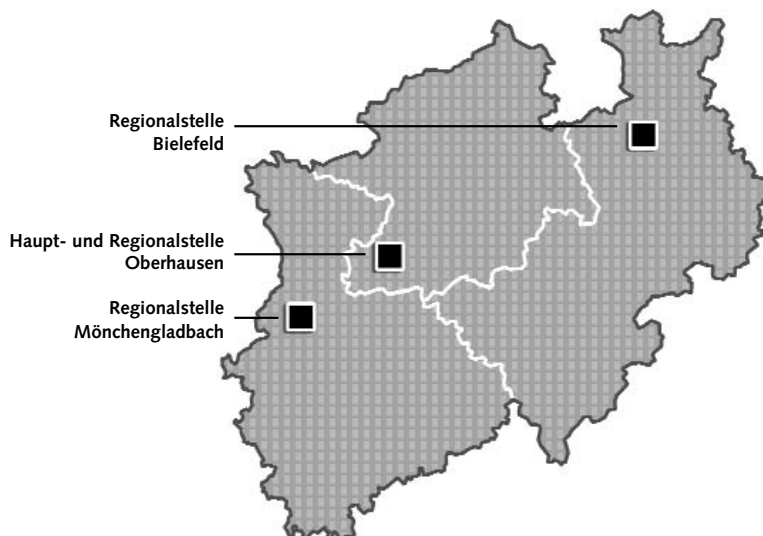 Regionalstelle
Bielefeld
Haupt- und Regionalstelle
Oberhausen
Regionalstelle
Mönchengladbach